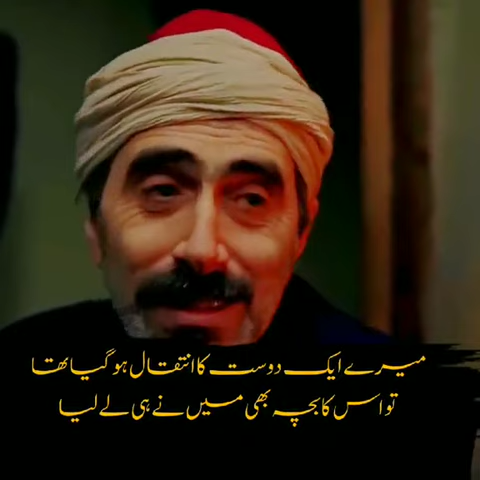 میرے ایک دوست کا انتقال ہو گیا تھا
تو اس کا بچہ بھی میں نے ہی لے لیا